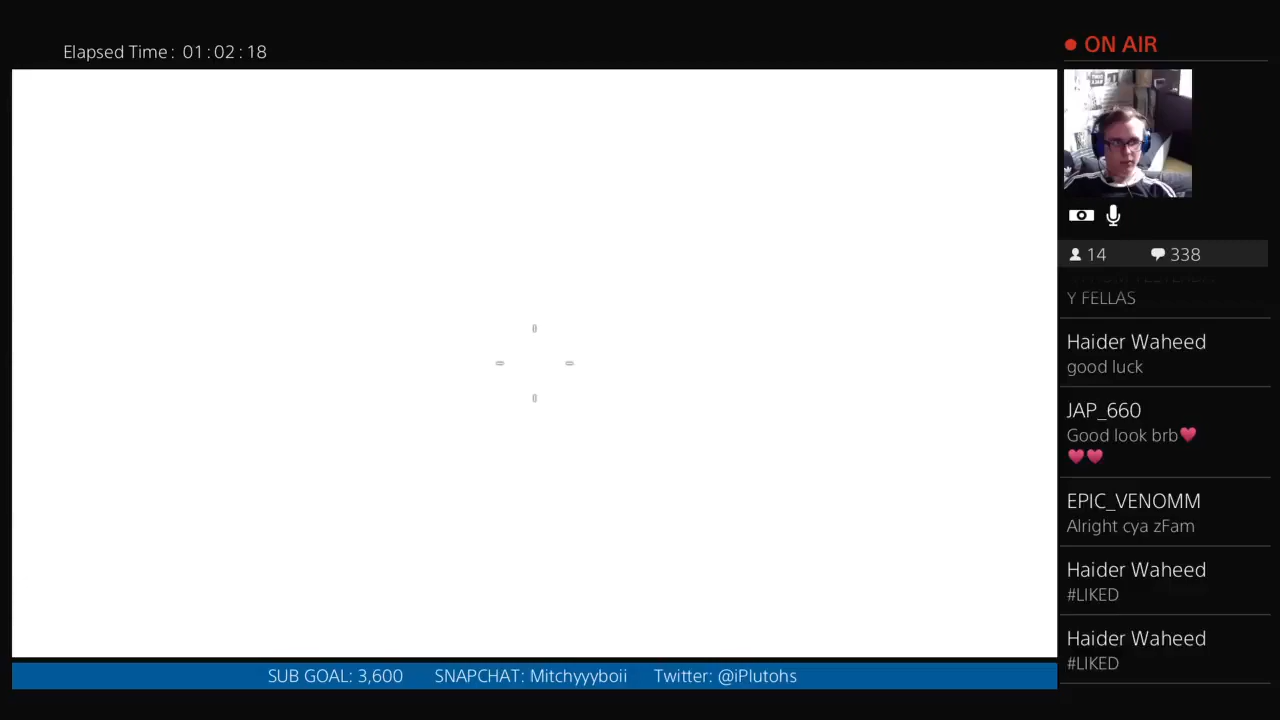 Elapsed Time: 01:02:18
ON AIR
14 338
Y FELLAS
Haider Waheed
good luck
JAP_660
Good look brb❤
❤❤
EPIC_VENOMM
Alright cya zFam
Haider Waheed
#LIKED
Haider Waheed
#LIKED
SUB GOAL: 3,600 SNAPCHAT: Mitchyyyboii Twitter: @iPlutohs